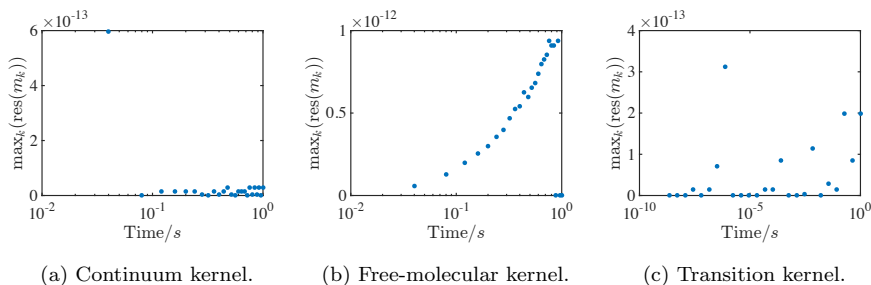 ×10⁻¹³
6
4
2
0
max_k(res(m_k))
10⁻²
10⁻¹
10⁰
Time/s
(a) Continuum kernel.
×10⁻¹²
1
0.5
0
max_k(res(m_k))
10⁻²
10⁻¹
10⁰
Time/s
(b) Free-molecular kernel.
×10⁻¹³
4
3
2
1
0
max_k(res(m_k))
10⁻¹⁰
10⁻⁵
10⁰
Time/s
(c) Transition kernel.